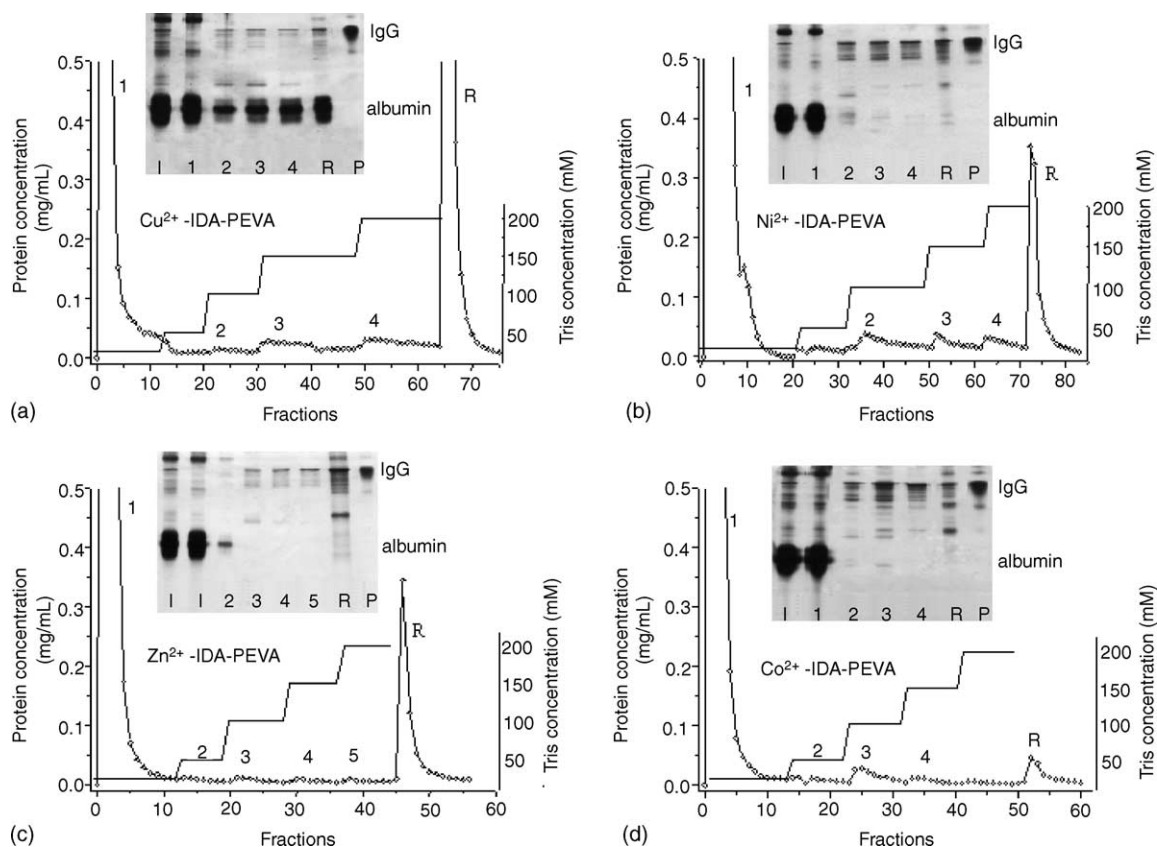 IgG
albumin
I 1 2 3 4 R P
1
R
Cu²⁺ -IDA-PEVA
2 3 4
0.5
0.4
0.3
0.2
0.1
0.0
200
150
100
50
0 10 20 30 40 50 60 70
Protein concentration
(mg/mL)
Tris concentration (mM)
Fractions
(a)
IgG
albumin
I 1 2 3 4 R P
1
R
Ni²⁺ -IDA-PEVA
2 3 4
0.5
0.4
0.3
0.2
0.1
0.0
200
150
100
50
0 10 20 30 40 50 60 70 80
Protein concentration
(mg/mL)
Tris concentration (mM)
Fractions
(b)
IgG
albumin
I I 2 3 4 5 R P
1
R
Zn²⁺ -IDA-PEVA
2 3 4 5
0.5
0.4
0.3
0.2
0.1
0.0
200
150
100
50
0 10 20 30 40 50 60
Protein concentration
(mg/mL)
Tris concentration (mM)
Fractions
(c)
IgG
albumin
I 1 2 3 4 R P
1
Co²⁺ -IDA-PEVA
2 3 4
R
0.5
0.4
0.3
0.2
0.1
0.0
200
150
100
50
0 10 20 30 40 50 60
Protein concentration
(mg/mL)
Tris concentration (mM)
Fractions
(d)